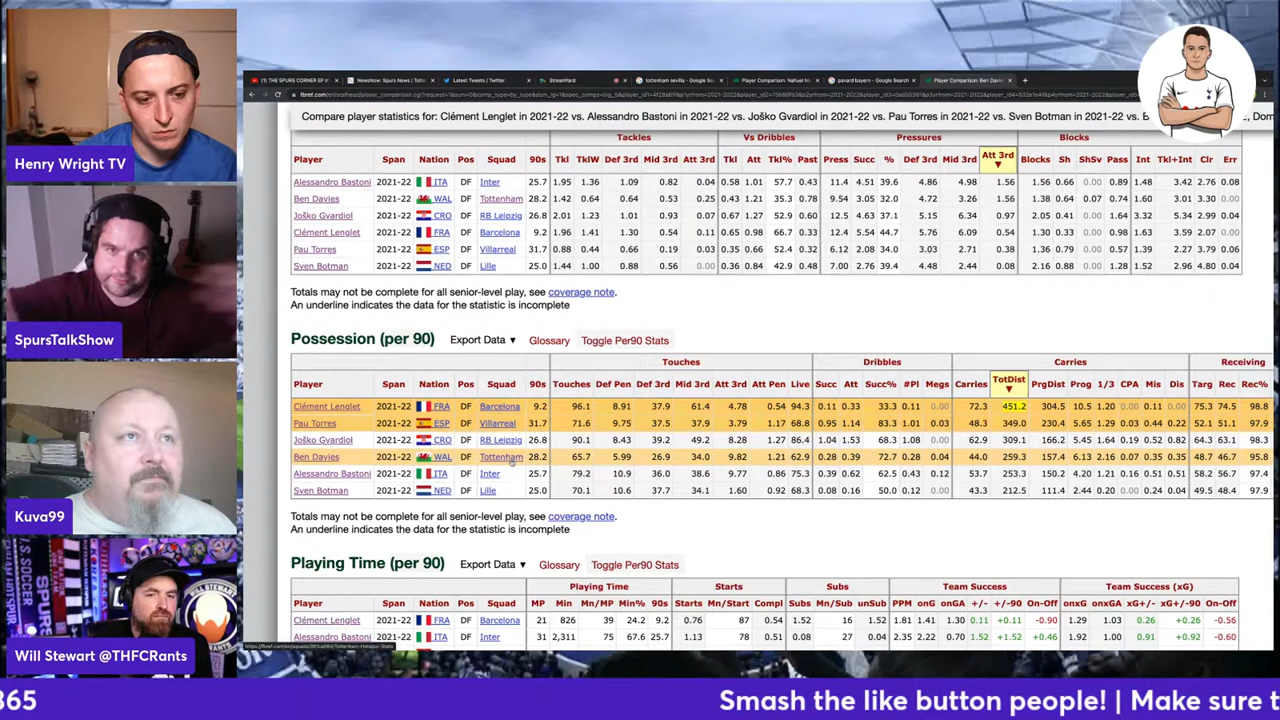 Henry Wright TV
SpursTalkShow
Kuva99
Will Stewart @THFCRants
Compare player statistics for: Clément Lenglet in 2021-22 vs. Alessandro Bastoni in 2021-22 vs. Joško Gvardiol in 2021-22 vs. Pau Torres in 2021-22 vs. Sven Botman in 2021-22 vs.
Tackles Vs Dribbles Pressures Blocks
Player Span Nation Pos Squad 90s Tkl TklW Def 3rd Mid 3rd Att 3rd Tkl Att Tkl% Past Press Succ % Def 3rd Mid 3rd Att 3rd ▼ Blocks Sh ShSv Pass Int Tkl+Int Clr Err
Alessandro Bastoni 2021-22 ITA DF Inter 25.7 1.95 1.36 1.09 0.82 0.04 0.58 1.01 57.7 0.43 11.4 4.51 39.6 4.86 4.98 1.56 1.56 0.66 0.00 0.89 1.48 3.42 2.76 0.08
Ben Davies 2021-22 WAL DF Tottenham 28.2 1.42 0.64 0.64 0.53 0.25 0.43 1.21 35.3 0.78 9.54 3.05 32.0 4.72 3.26 1.56 1.38 0.64 0.07 0.74 1.60 3.01 3.30 0.00
Joško Gvardiol 2021-22 CRO DF RB Leipzig 26.8 2.01 1.23 1.01 0.93 0.07 0.67 1.27 52.9 0.60 12.5 4.63 37.1 5.18 6.34 0.97 2.05 0.41 0.00 1.64 3.32 5.34 2.99 0.04
Clément Lenglet 2021-22 FRA DF Barcelona 9.2 1.96 1.41 1.30 0.54 0.11 0.65 0.98 66.7 0.33 12.4 5.54 44.7 5.76 6.09 0.54 1.30 0.33 0.00 0.98 1.63 3.59 2.07 0.00
Pau Torres 2021-22 ESP DF Villarreal 31.7 0.88 0.44 0.66 0.19 0.03 0.35 0.66 52.4 0.32 6.12 2.08 34.0 3.03 2.71 0.38 1.36 0.79 0.00 0.57 1.39 2.27 3.79 0.06
Sven Botman 2021-22 NED DF Lille 25.0 1.44 1.00 0.88 0.56 0.00 0.36 0.84 42.9 0.48 7.00 2.76 39.4 4.48 2.44 0.08 2.16 0.88 0.00 1.28 1.52 2.96 4.80 0.04
Totals may not be complete for all senior-level play, see coverage note.
An underline indicates the data for the statistic is incomplete
Possession (per 90) Export Data ▼ Glossary Toggle Per90 Stats
Touches Dribbles Carries Receiving
Player Span Nation Pos Squad 90s Touches Def Pen Def 3rd Mid 3rd Att 3rd Att Pen Live Succ Att Succ% #Pl Megs Carries TotDist ▼ PrgDist Prog 1/3 CPA Mis Dis Targ Rec Rec%
Clément Lenglet 2021-22 FRA DF Barcelona 9.2 96.1 8.91 37.9 61.4 4.78 0.54 94.3 0.11 0.33 33.3 0.11 0.00 72.3 451.2 304.5 10.5 1.20 0.00 0.11 0.00 75.3 74.5 98.8
Pau Torres 2021-22 ESP DF Villarreal 31.7 71.6 9.75 37.5 37.9 3.79 1.17 68.8 0.95 1.14 83.3 1.01 0.03 48.3 349.0 230.4 5.65 1.29 0.03 0.44 0.22 52.1 51.1 97.9
Joško Gvardiol 2021-22 CRO DF RB Leipzig 26.8 90.1 8.43 39.2 49.2 8.28 1.27 86.4 1.01 1.53 68.3 1.08 0.00 62.9 309.1 166.2 5.45 1.64 0.19 0.52 0.82 64.3 63.1 98.3
Ben Davies 2021-22 WAL DF Tottenham 28.2 65.7 5.99 26.9 34.0 9.82 1.21 62.9 0.28 0.39 72.7 0.28 0.04 44.0 259.3 157.4 6.13 2.16 0.07 0.35 0.35 48.7 46.7 95.8
Alessandro Bastoni 2021-22 ITA DF Inter 25.7 79.2 10.9 36.0 38.6 9.77 0.86 75.3 0.39 0.62 62.5 0.43 0.12 53.7 253.3 150.2 4.20 1.21 0.16 0.51 0.51 58.2 56.7 97.4
Sven Botman 2021-22 NED DF Lille 25.0 70.1 10.6 37.7 34.1 1.60 0.92 68.3 0.08 0.16 50.0 0.12 0.00 43.3 212.5 111.4 2.44 0.20 0.00 0.24 0.04 49.5 48.4 97.9
Totals may not be complete for all senior-level play, see coverage note.
An underline indicates the data for the statistic is incomplete
Playing Time (per 90) Export Data ▼ Glossary Toggle Per90 Stats
Playing Time Starts Subs Team Success Team Success (xG)
Player Span Nation Pos Squad MP Min Mn/MP Min% 90s Starts Mn/Start Compl Subs Mn/Sub unSub PPM onG onGA +/- +/-90 On-Off onxG onxGA xG+/- xG+/-90 On-Off
Clément Lenglet 2021-22 FRA DF Barcelona 21 826 39 24.2 9.2 0.76 87 0.54 1.52 16 1.52 1.81 1.41 1.30 0.11 +0.11 -0.90 1.29 1.03 0.26 +0.26 -0.56
Alessandro Bastoni 2021-22 ITA DF Inter 31 2,311 75 67.6 25.7 1.13 78 0.51 0.08 27 0.04 2.35 2.22 0.70 1.52 +1.52 +0.46 1.92 1.00 0.91 +0.92 -0.60
365
Smash the like button people! | Make sure t